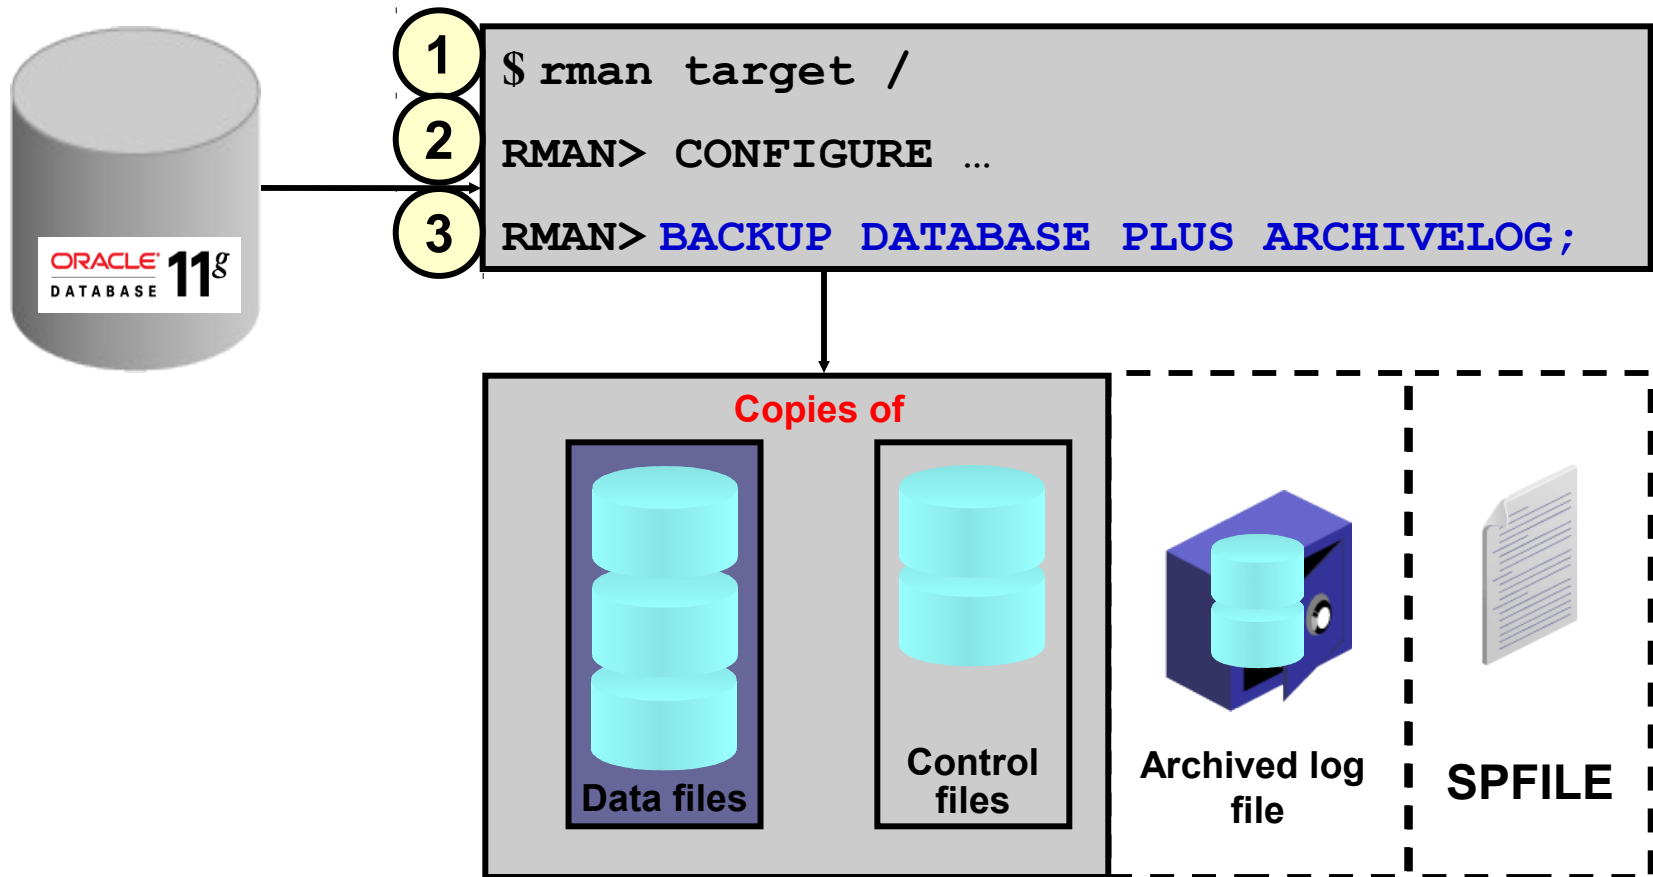 1
$ rman target /
2
RMAN> CONFIGURE …
3
RMAN> BACKUP DATABASE PLUS ARCHIVELOG;
ORACLE® 11g
DATABASE
Copies of
Data files
Control
files
Archived log
file
SPFILE